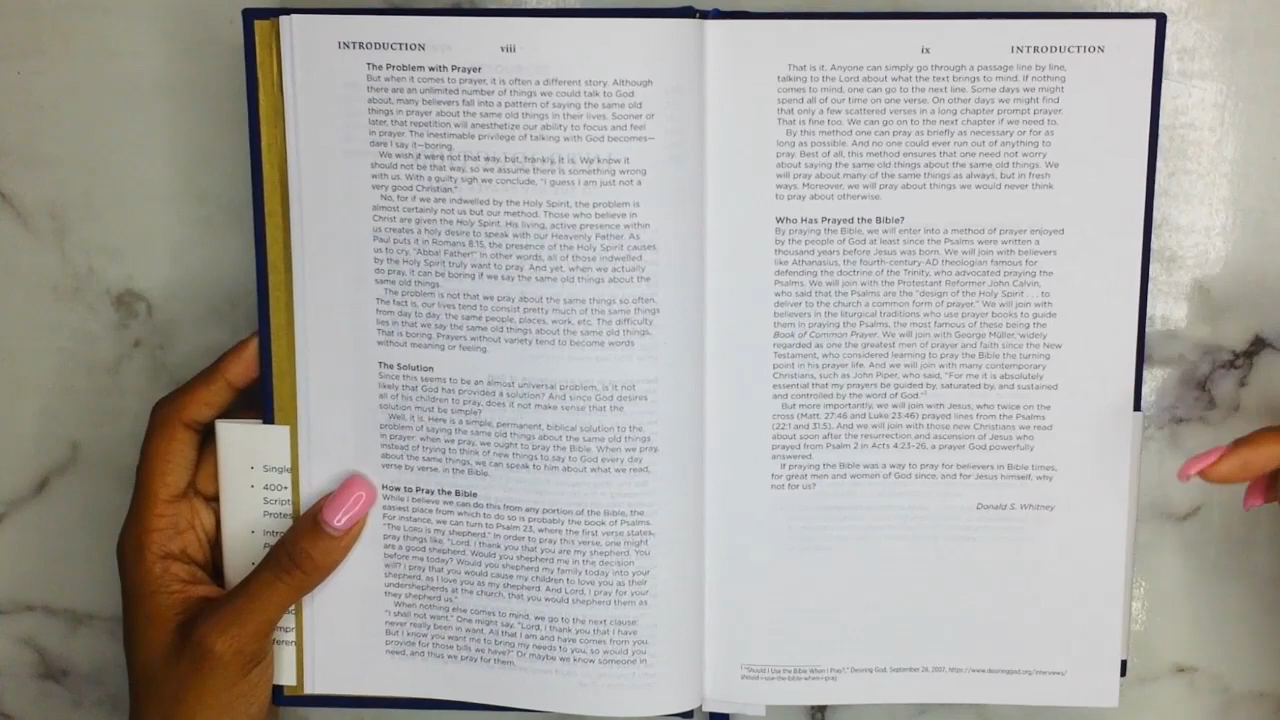 INTRODUCTION viii
The Problem with Prayer
But when it comes to prayer, it is often a different story. Although
there are an unlimited number of things we could talk to God
about, many believers fall into a pattern of saying the same old
things in prayer about the same old things in their lives. Sooner or
later, that repetition will anesthetize our ability to focus and feel
in prayer. The inestimable privilege of talking with God becomes—
dare I say it—boring.
We wish it were not that way, but, frankly, it is. We know it
should not be that way, so we assume there is something wrong
with us. With a guilty sigh we conclude, "I guess I am just not a
very good Christian."
No, for if we are indwelled by the Holy Spirit, the problem is
almost certainly not us but our method. Those who believe in
Christ are given the Holy Spirit. His living, active presence within
us creates a holy desire to speak with our Heavenly Father. As
Paul puts it in Romans 8:15, the presence of the Holy Spirit causes
us to cry, "Abba! Father!" In other words, all of those indwelled
by the Holy Spirit truly want to pray. And yet, when we actually
do pray, it can be boring if we say the same old things about the
same old things.
The problem is not that we pray about the same things so often.
The fact is, our lives tend to consist pretty much of the same things
from day to day: the same people, places, work, etc. The difficulty
lies in that we say the same old things about the same old things.
That is boring. Prayers without variety tend to become words
without meaning or feeling.
The Solution
Since this seems to be an almost universal problem, is it not
likely that God has provided a solution? And since God desires
all of his children to pray, does it not make sense that the
solution must be simple?
Well, it is. Here is a simple, permanent, biblical solution to the
problem of saying the same old things about the same old things
in prayer: when we pray, we ought to pray the Bible. When we pray,
instead of trying to think of new things to say to God every day
about the same things, we can speak to him about what we read,
verse by verse, in the Bible.
How to Pray the Bible
While I believe we can do this from any portion of the Bible, the
easiest place from which to do so is probably the book of Psalms.
For instance, we can turn to Psalm 23, where the first verse states,
"The LORD is my shepherd." In order to pray this verse, one might
pray things like, "Lord, I thank you that you are my shepherd. You
are a good shepherd. Would you shepherd me in the decision
before me today? Would you shepherd my family today into your
will? I pray that you would cause my children to love you as their
shepherd, as I love you as my shepherd. And Lord, I pray for your
undershepherds at the church, that you would shepherd them as
they shepherd us."
When nothing else comes to mind, we go to the next clause:
"I shall not want." One might say, "Lord, I thank you that I have
never really been in want. All that I am and have comes from you.
But I know you want me to bring my needs to you, so would you
provide for those bills we have?" Or maybe we know someone in
need, and thus we pray for them.
• Single
• 400+
Scripti
Protes
• Intro
ix INTRODUCTION
That is it. Anyone can simply go through a passage line by line,
talking to the Lord about what the text brings to mind. If nothing
comes to mind, one can go to the next line. Some days we might
spend all of our time on one verse. On other days we might find
that only a few scattered verses in a long chapter prompt prayer.
That is fine too. We can go on to the next chapter if we need to.
By this method one can pray as briefly as necessary or for as
long as possible. And no one could ever run out of anything to
pray. Best of all, this method ensures that one need not worry
about saying the same old things about the same old things. We
will pray about many of the same things as always, but in fresh
ways. Moreover, we will pray about things we would never think
to pray about otherwise.
Who Has Prayed the Bible?
By praying the Bible, we will enter into a method of prayer enjoyed
by the people of God at least since the Psalms were written a
thousand years before Jesus was born. We will join with believers
like Athanasius, the fourth-century-AD theologian famous for
defending the doctrine of the Trinity, who advocated praying the
Psalms. We will join with the Protestant Reformer John Calvin,
who said that the Psalms are the "design of the Holy Spirit . . . to
deliver to the church a common form of prayer." We will join with
believers in the liturgical traditions who use prayer books to guide
them in praying the Psalms, the most famous of these being the
Book of Common Prayer. We will join with George Müller, widely
regarded as one the greatest men of prayer and faith since the New
Testament, who considered learning to pray the Bible the turning
point in his prayer life. And we will join with many contemporary
Christians, such as John Piper, who said, "For me it is absolutely
essential that my prayers be guided by, saturated by, and sustained
and controlled by the word of God."¹
But more importantly, we will join with Jesus, who twice on the
cross (Matt. 27:46 and Luke 23:46) prayed lines from the Psalms
(22:1 and 31:5). And we will join with those new Christians we read
about soon after the resurrection and ascension of Jesus who
prayed from Psalm 2 in Acts 4:23–26, a prayer God powerfully
answered.
If praying the Bible was a way to pray for believers in Bible times,
for great men and women of God since, and for Jesus himself, why
not for us?
Donald S. Whitney
¹ "Should I Use the Bible When I Pray?," Desiring God, September 28, 2007, https://www.desiringgod.org/interviews/
should-i-use-the-bible-when-i-pray.